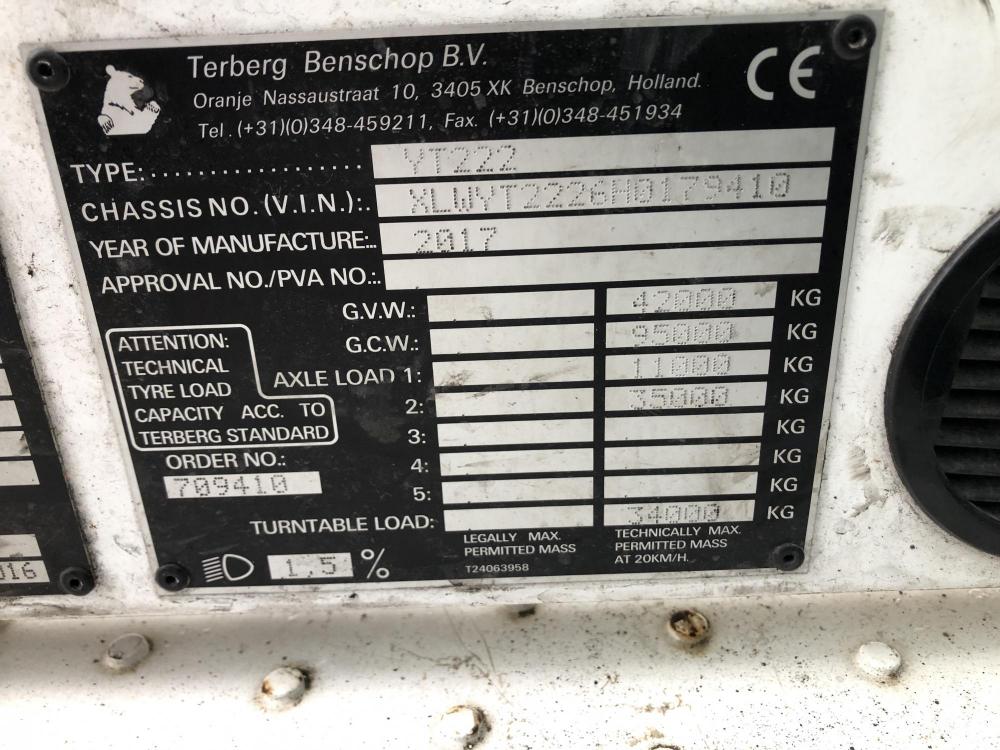 Terberg Benschop B.V.
CE
Oranje Nassaustraat 10, 3405 XK Benschop, Holland.
Tel. (+31)(0)348-459211, Fax. (+31)(0)348-451934
TYPE:.................. YT222
CHASSIS NO. (V.I.N.):. XLWYT2226H0179410
YEAR OF MANUFACTURE:.. 2017
APPROVAL NO./PVA NO.:..
G.V.W.: 42000 KG
G.C.W.: 95000 KG
AXLE LOAD 1: 11000 KG
2: 35000 KG
3: KG
4: KG
5: KG
TURNTABLE LOAD: 34000 KG
ATTENTION:
TECHNICAL
TYRE LOAD
CAPACITY ACC. TO
TERBERG STANDARD
ORDER NO.:
709410
1,5 %
LEGALLY MAX.
PERMITTED MASS
T24063958
TECHNICALLY MAX.
PERMITTED MASS
AT 20KM/H.
016